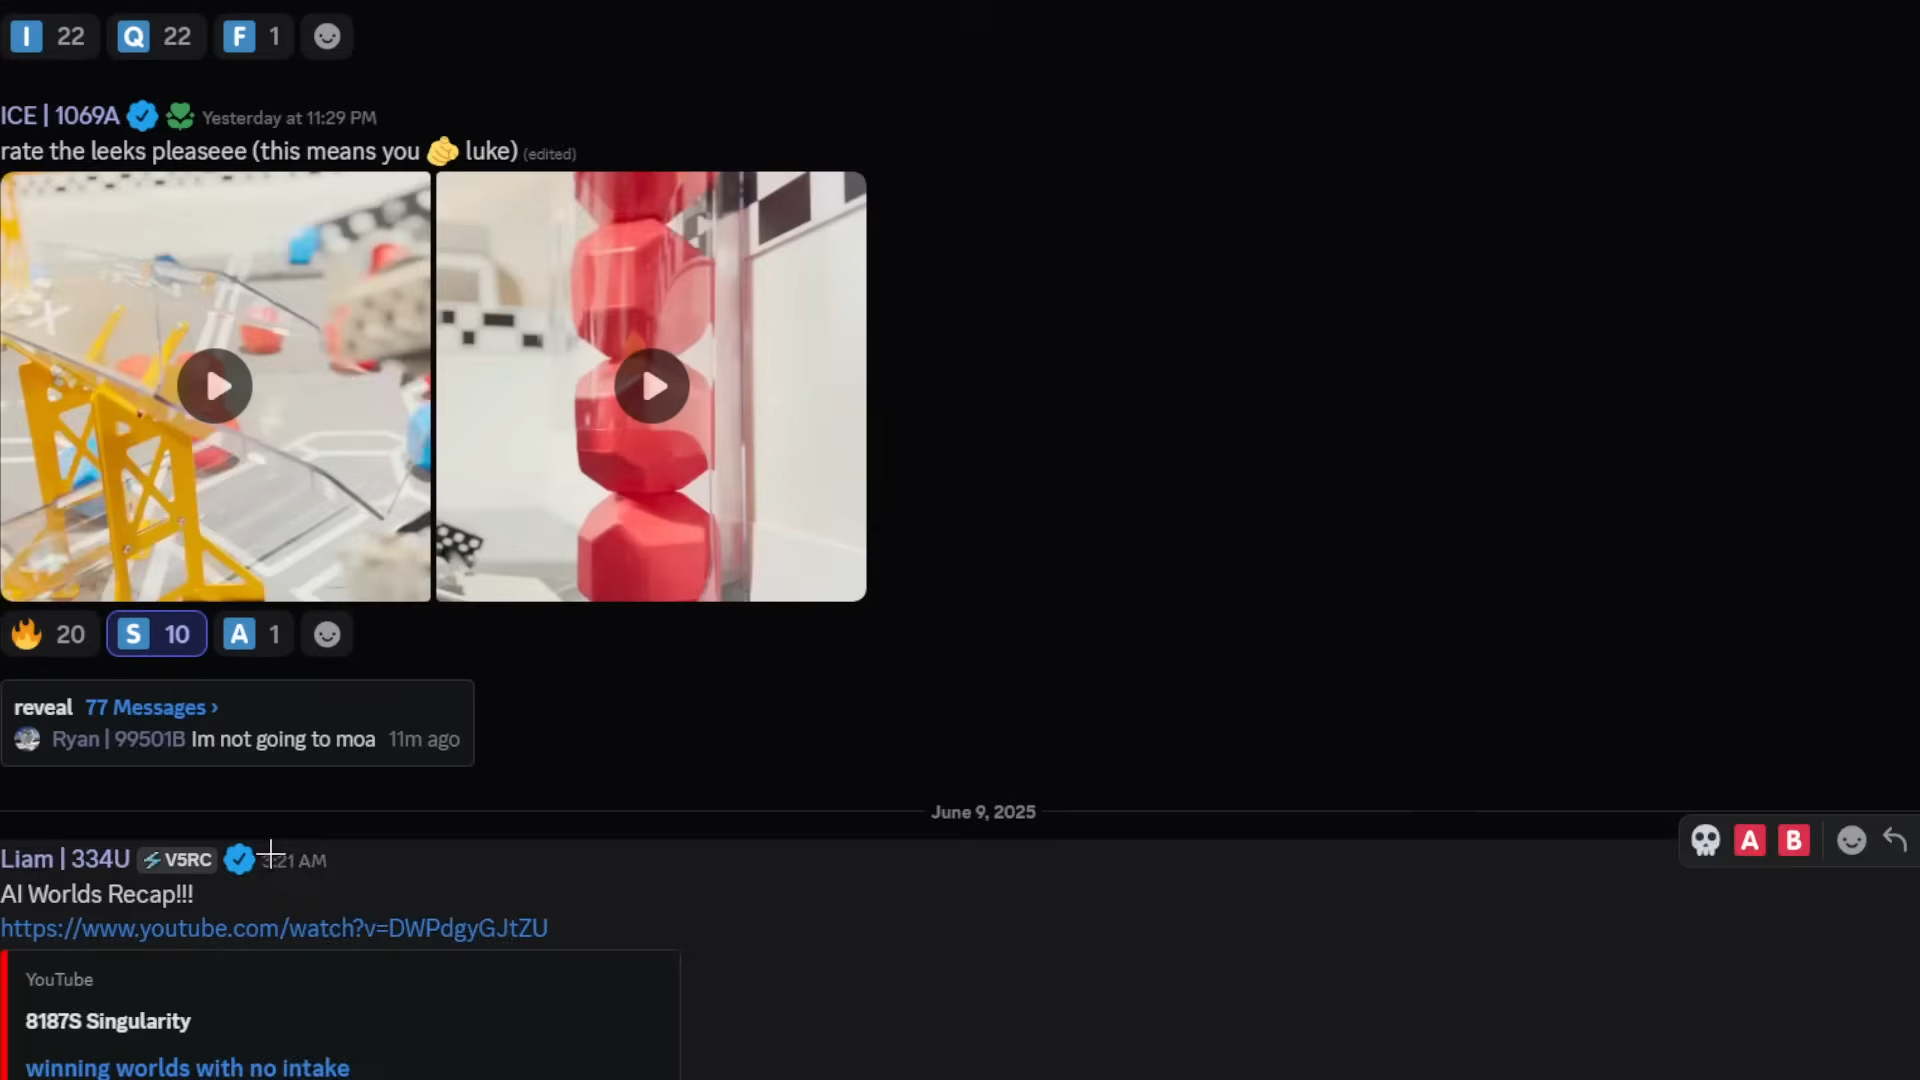 I 22 Q 22 F 1
ICE | 1069A Yesterday at 11:29 PM
rate the leeks pleaseee (this means you 🫵 luke) (edited)
🔥 20 S 10 A 1
reveal 77 Messages ›
Ryan | 99501B Im not going to moa 11m ago
June 9, 2025
A B
Liam | 334U V5RC 3:21 AM
AI Worlds Recap!!!
https://www.youtube.com/watch?v=DWPdgyGJtZU
YouTube
8187S Singularity
winning worlds with no intake